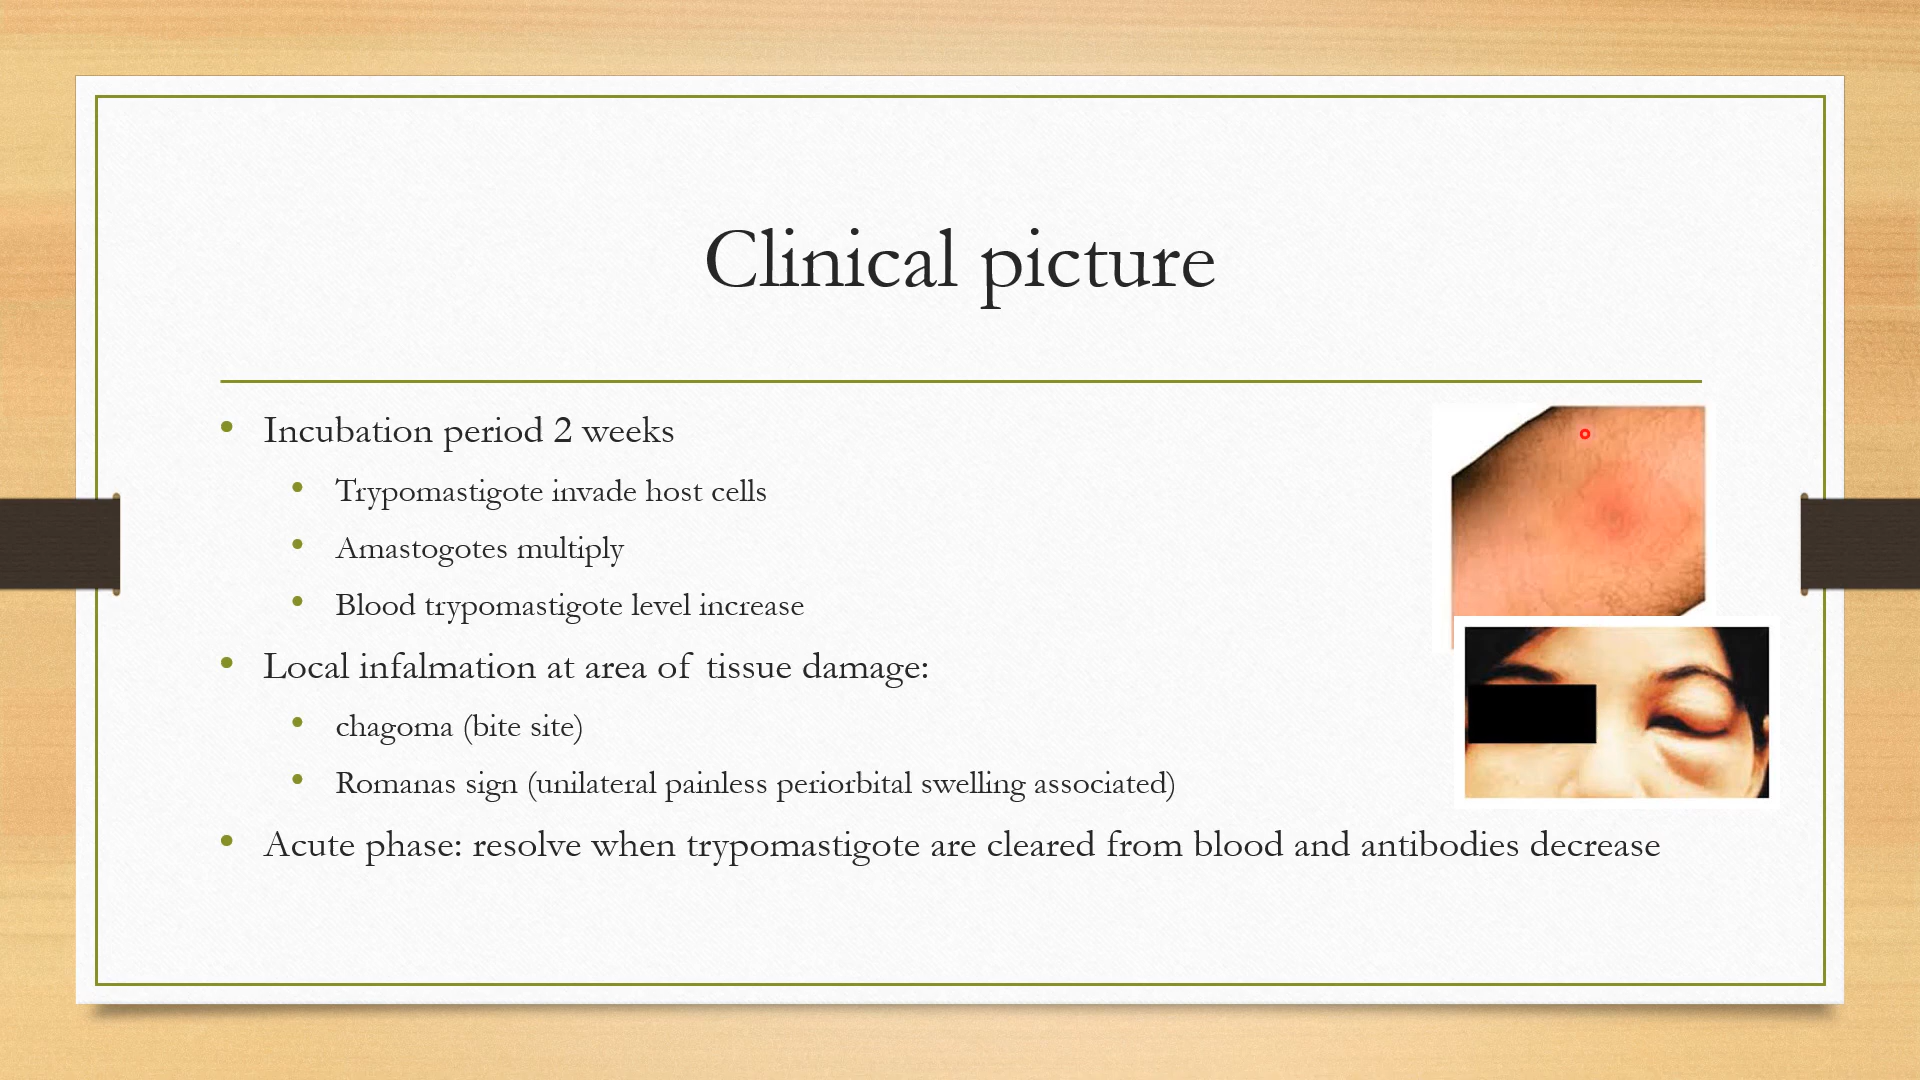 Clinical picture
Incubation period 2 weeks
Trypomastigote invade host cells
Amastogotes multiply
Blood trypomastigote level increase
Local infalmation at area of tissue damage:
chagoma (bite site)
Romanas sign (unilateral painless periorbital swelling associated)
Acute phase: resolve when trypomastigote are cleared from blood and antibodies decrease